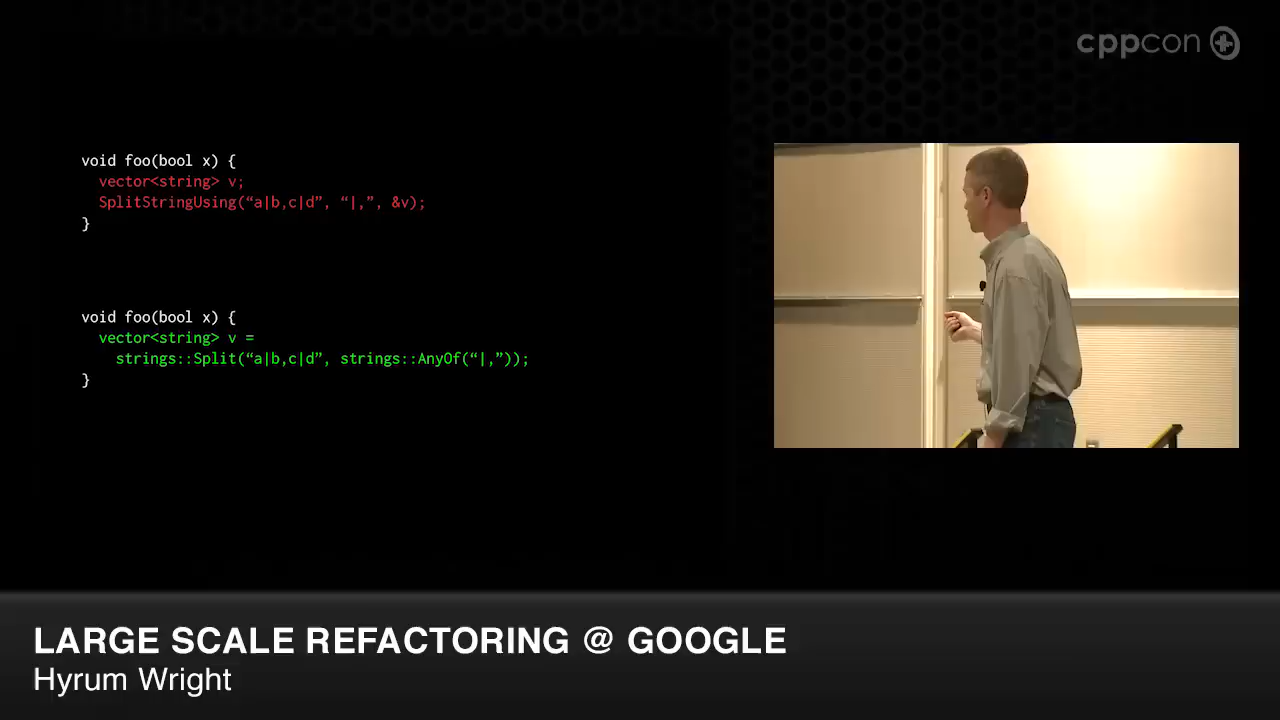 cppcon
void foo(bool x) {
vector<string> v;
SplitStringUsing(“a|b,c|d”, “|,”, &v);
}
void foo(bool x) {
vector<string> v =
strings::Split(“a|b,c|d”, strings::AnyOf(“|,”));
}
LARGE SCALE REFACTORING @ GOOGLE
Hyrum Wright